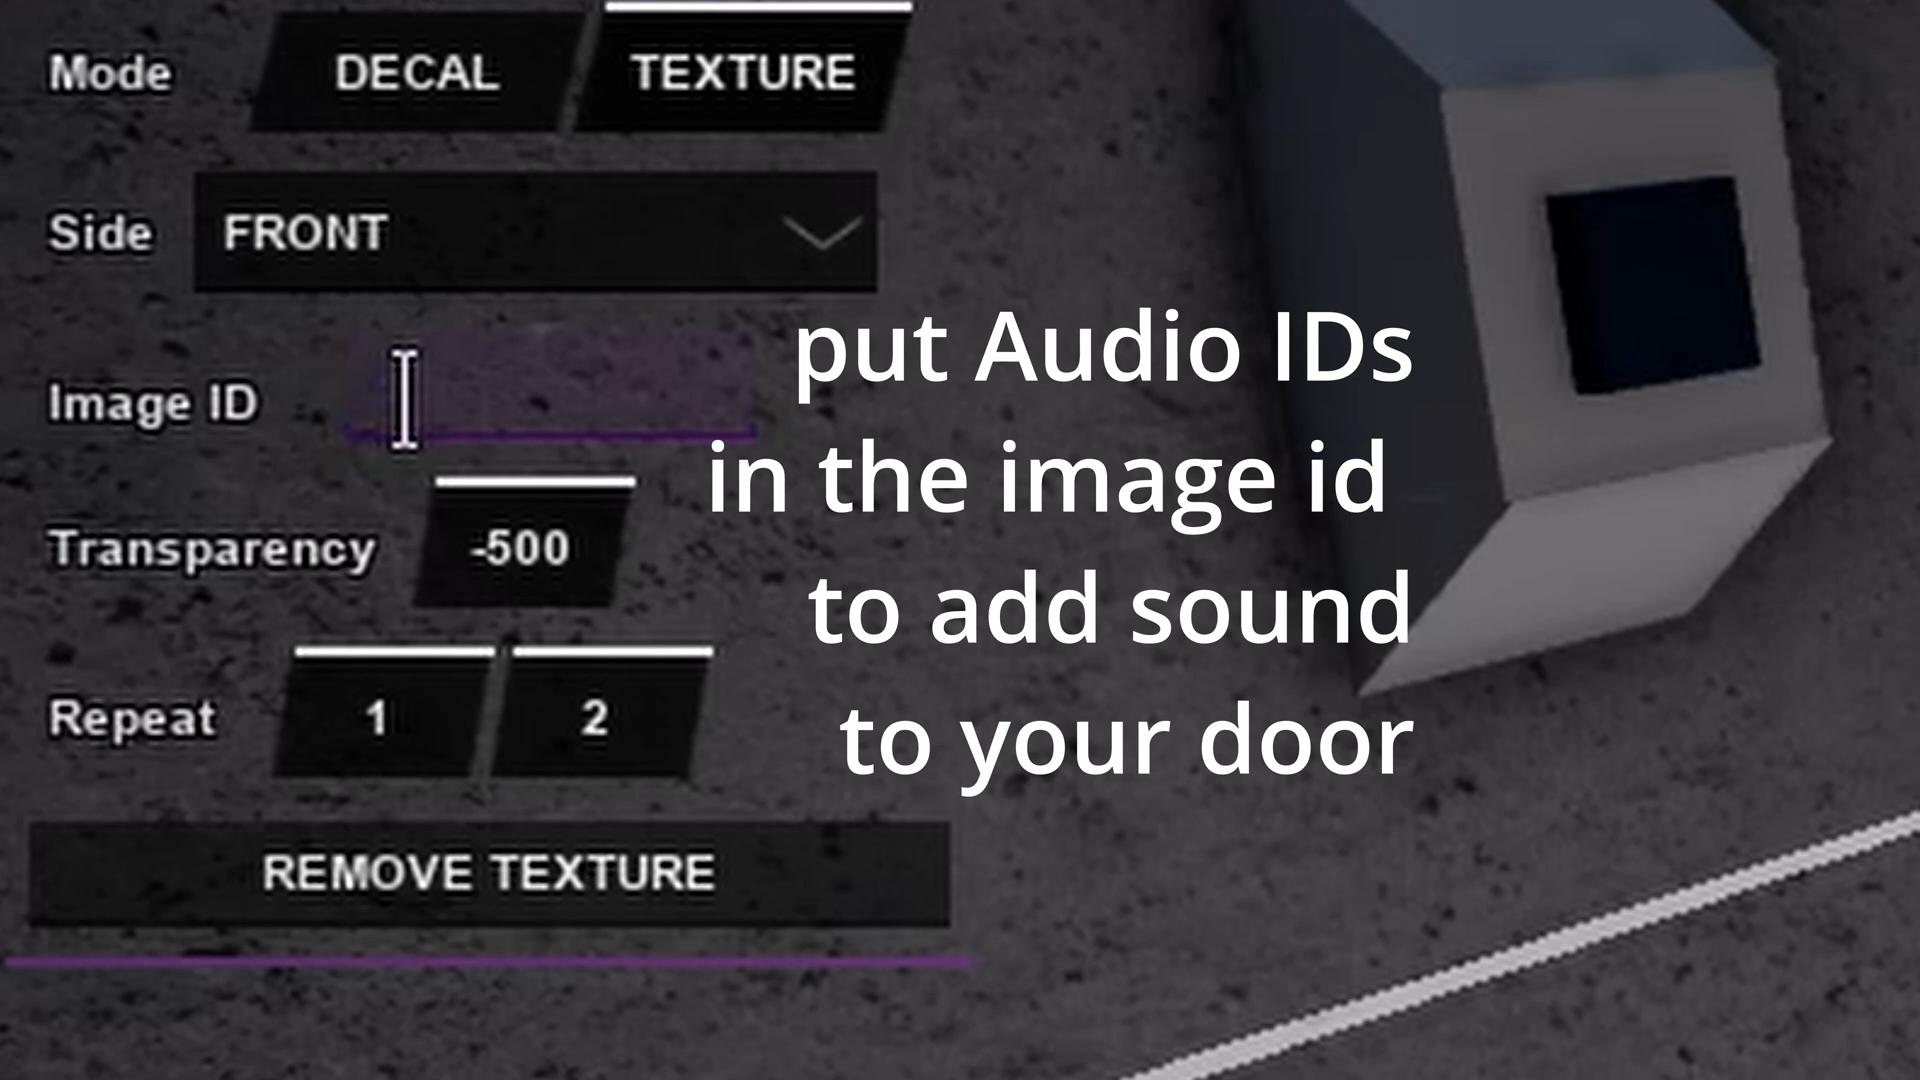 Mode DECAL TEXTURE
Side FRONT
Image ID
Transparency -500
Repeat 1 2
REMOVE TEXTURE
put Audio IDs
in the image id
to add sound
to your door